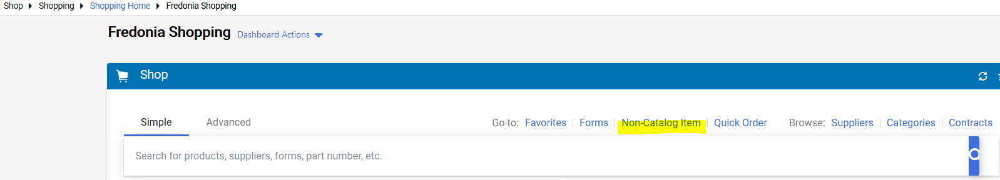 Shop Shopping Shopping Home Fredonia Shopping
Fredonia Shopping Dashboard Actions
Shop
Simple Advanced Go to: Favorites | Forms | Non-Catalog Item | Quick Order Browse: Suppliers | Categories | Contracts
Search for products, suppliers, forms, part number, etc.